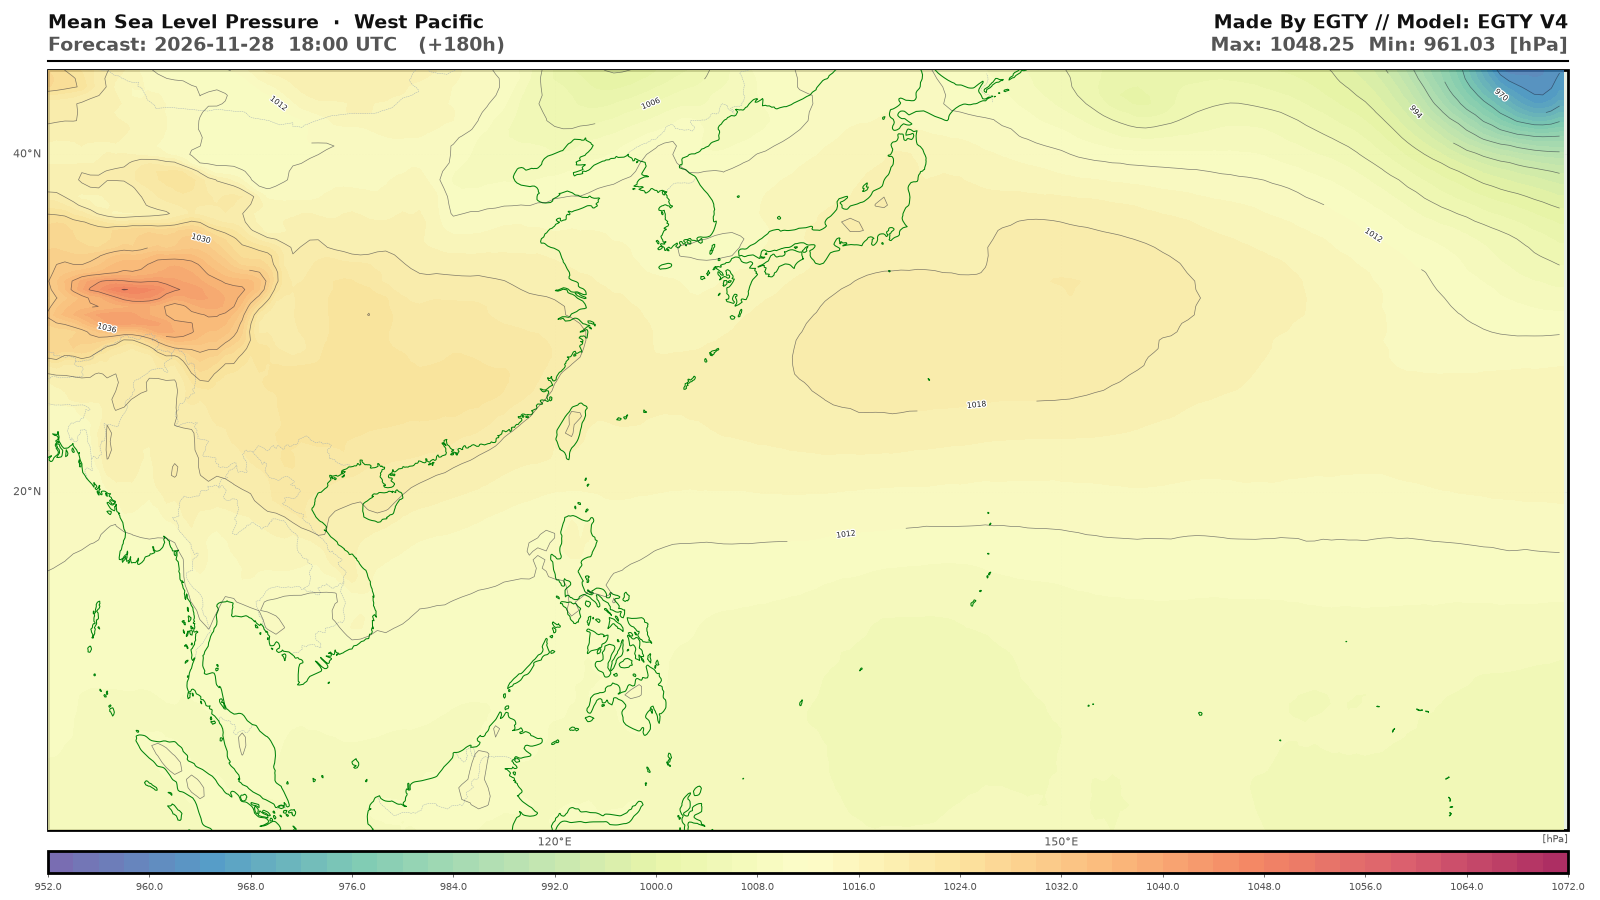 Mean Sea Level Pressure · West Pacific
Made By EGTY // Model: EGTY V4
Forecast: 2026-11-28 18:00 UTC (+180h)
Max: 1048.25 Min: 961.03 [hPa]
1012
1006
970
994
40°N
1030
1012
1036
1018
20°N
1012
120°E
150°E
[hPa]
952.0 960.0 968.0 976.0 984.0 992.0 1000.0 1008.0 1016.0 1024.0 1032.0 1040.0 1048.0 1056.0 1064.0 1072.0